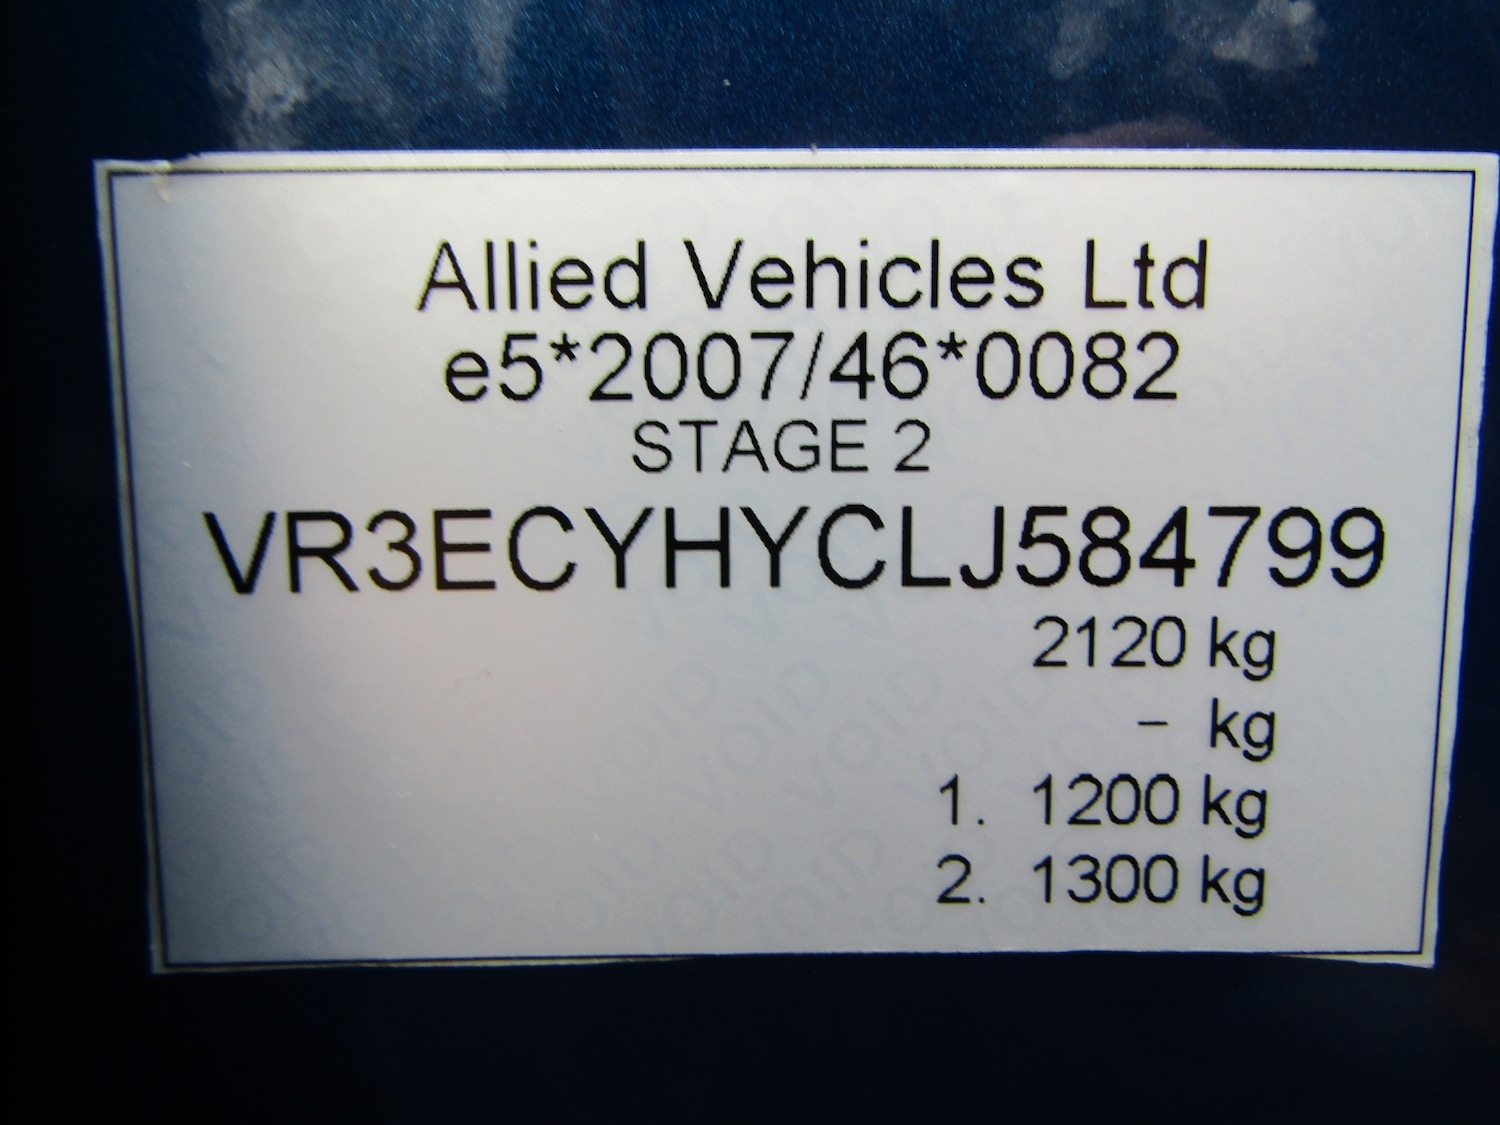 Allied Vehicles Ltd
e5*2007/46*0082
STAGE 2
VR3ECYHYCLJ584799
2120 kg
– kg
1. 1200 kg
2. 1300 kg